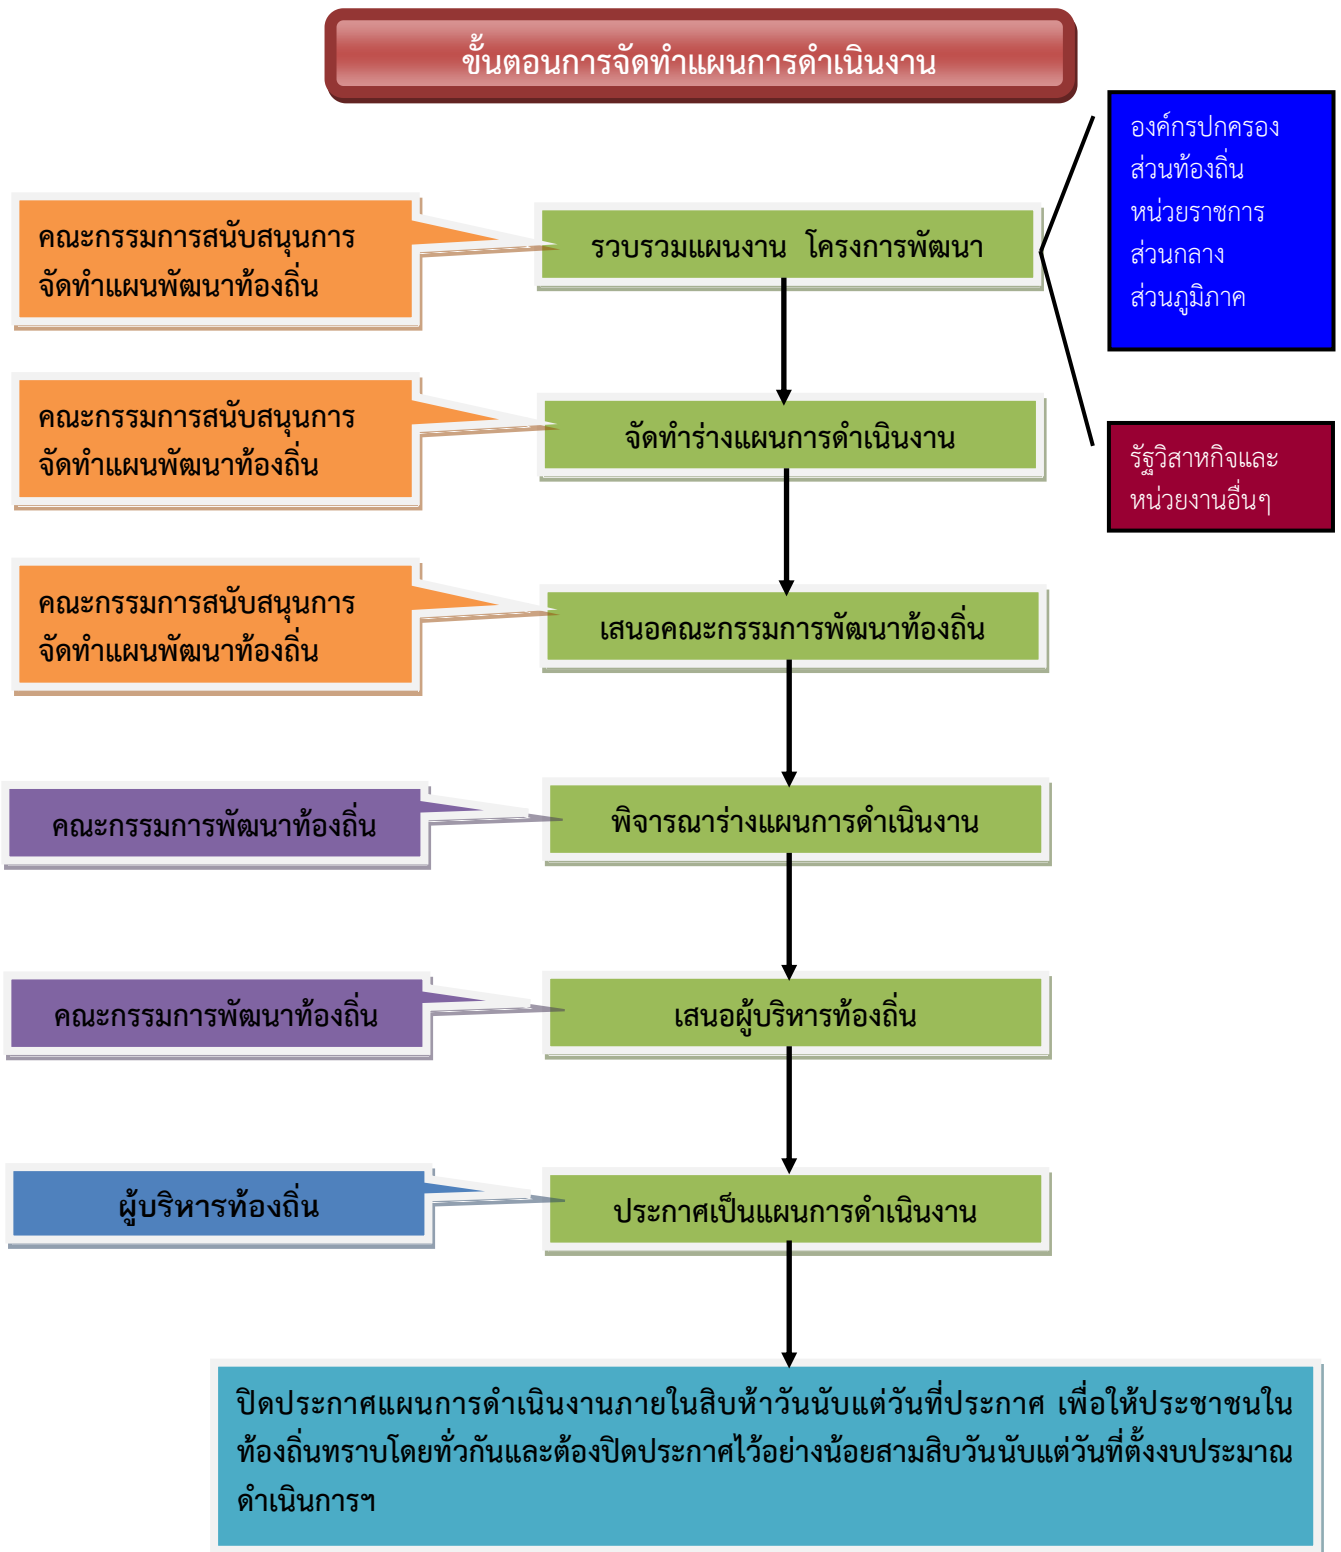 ขั้นตอนการจัดทำแผนการดำเนินงาน
องค์กรปกครอง
ส่วนท้องถิ่น
หน่วยราชการ
ส่วนกลาง
ส่วนภูมิภาค
คณะกรรมการสนับสนุนการ
จัดทำแผนพัฒนาท้องถิ่น
รวบรวมแผนงาน โครงการพัฒนา
คณะกรรมการสนับสนุนการ
จัดทำแผนพัฒนาท้องถิ่น
จัดทำร่างแผนการดำเนินงาน
รัฐวิสาหกิจและ
หน่วยงานอื่นๆ
คณะกรรมการสนับสนุนการ
จัดทำแผนพัฒนาท้องถิ่น
เสนอคณะกรรมการพัฒนาท้องถิ่น
คณะกรรมการพัฒนาท้องถิ่น
พิจารณาร่างแผนการดำเนินงาน
คณะกรรมการพัฒนาท้องถิ่น
เสนอผู้บริหารท้องถิ่น
ผู้บริหารท้องถิ่น
ประกาศเป็นแผนการดำเนินงาน
ปิดประกาศแผนการดำเนินงานภายในสิบห้าวันนับแต่วันที่ประกาศ เพื่อให้ประชาชนใน
ท้องถิ่นทราบโดยทั่วกันและต้องปิดประกาศไว้อย่างน้อยสามสิบวันนับแต่วันที่ตั้งงบประมาณ
ดำเนินการฯ